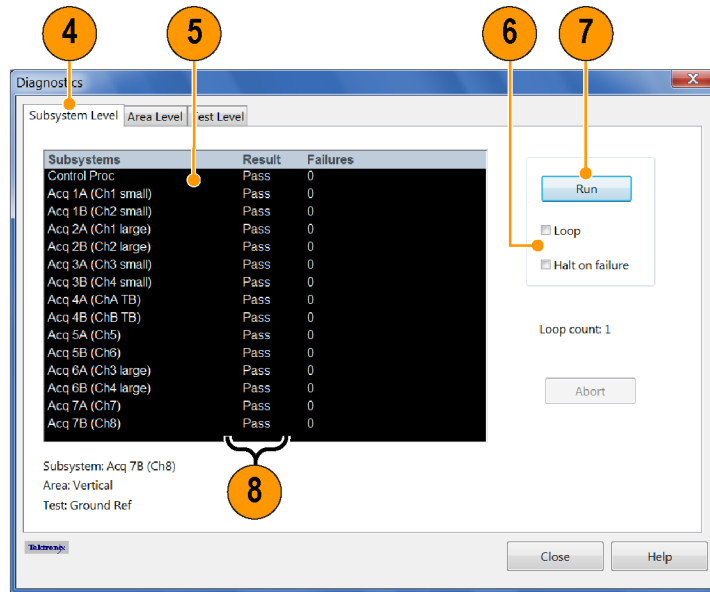 4 5 6 7
Diagnostics
X
Subsystem Level Area Level Test Level
Subsystems Result Failures
Control Proc Pass 0
Acq 1A (Ch1 small) Pass 0
Acq 1B (Ch2 small) Pass 0
Acq 2A (Ch1 large) Pass 0
Acq 2B (Ch2 large) Pass 0
Acq 3A (Ch3 small) Pass 0
Acq 3B (Ch4 small) Pass 0
Acq 4A (ChA TB) Pass 0
Acq 4B (ChB TB) Pass 0
Acq 5A (Ch5) Pass 0
Acq 5B (Ch6) Pass 0
Acq 6A (Ch3 large) Pass 0
Acq 6B (Ch4 large) Pass 0
Acq 7A (Ch7) Pass 0
Acq 7B (Ch8) Pass 0
Run
Loop
Halt on failure
Loop count: 1
Abort
8
Subsystem: Acq 7B (Ch8)
Area: Vertical
Test: Ground Ref
Tektronix
Close Help